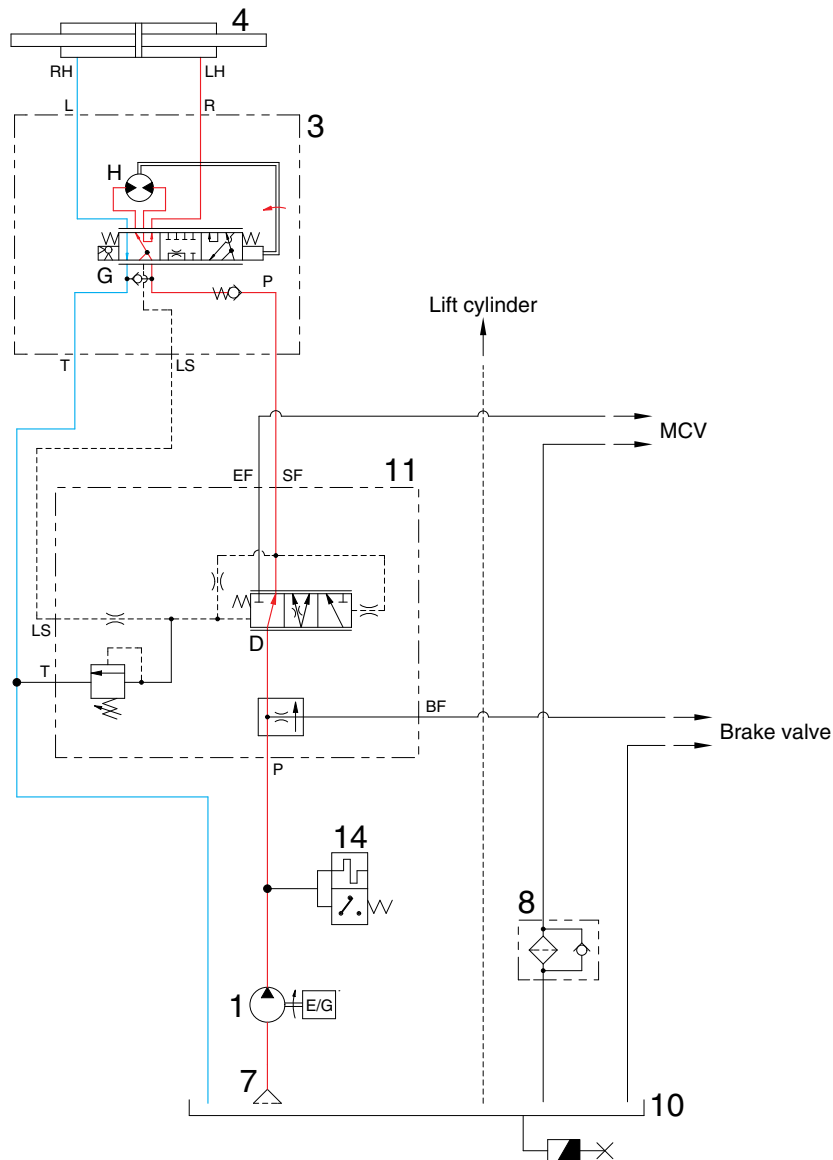 4
RH
LH
L
R
3
H
G
P
Lift cylinder
T
LS
MCV
EF
SF
11
LS
D
T
BF
Brake valve
P
14
8
1
E/G
7
10